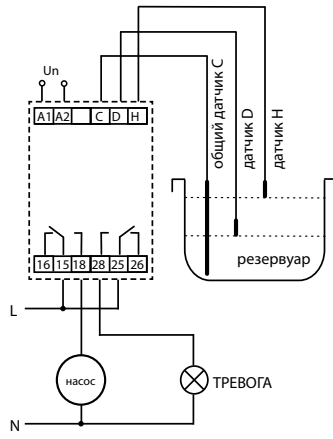 Un
A1 A2 C D H
общий датчик C
датчик D
датчик H
резервуар
16 15 18 28 25 26
L
насос
ТРЕВОГА
N